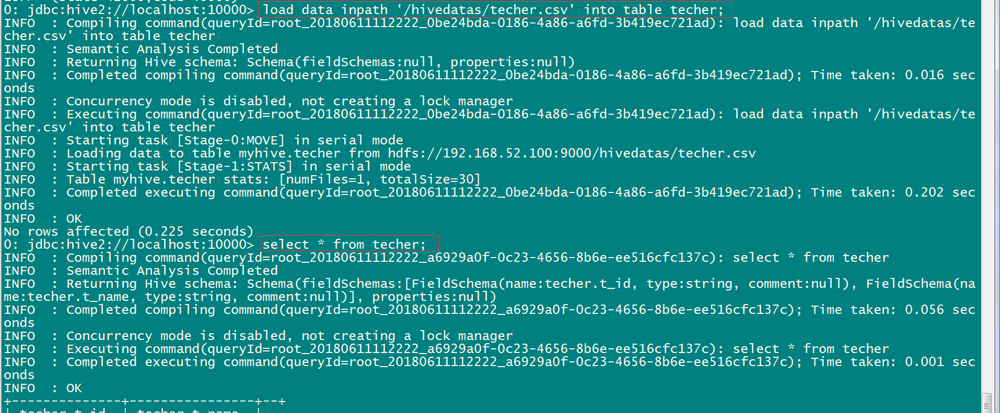 0: jdbc:hive2://localhost:10000> load data inpath '/hivedatas/techer.csv' into table techer;
INFO  : Compiling command(queryId=root_20180611112222_0be24bda-0186-4a86-a6fd-3b419ec721ad): load data inpath '/hivedatas/te
cher.csv' into table techer
INFO  : Semantic Analysis Completed
INFO  : Returning Hive schema: Schema(fieldSchemas:null, properties:null)
INFO  : Completed compiling command(queryId=root_20180611112222_0be24bda-0186-4a86-a6fd-3b419ec721ad); Time taken: 0.016 sec
onds
INFO  : Concurrency mode is disabled, not creating a lock manager
INFO  : Executing command(queryId=root_20180611112222_0be24bda-0186-4a86-a6fd-3b419ec721ad): load data inpath '/hivedatas/te
cher.csv' into table techer
INFO  : Starting task [Stage-0:MOVE] in serial mode
INFO  : Loading data to table myhive.techer from hdfs://192.168.52.100:9000/hivedatas/techer.csv
INFO  : Starting task [Stage-1:STATS] in serial mode
INFO  : Table myhive.techer stats: [numFiles=1, totalSize=30]
INFO  : Completed executing command(queryId=root_20180611112222_0be24bda-0186-4a86-a6fd-3b419ec721ad); Time taken: 0.202 sec
onds
INFO  : OK
No rows affected (0.225 seconds)
0: jdbc:hive2://localhost:10000> select * from techer;
INFO  : Compiling command(queryId=root_20180611112222_a6929a0f-0c23-4656-8b6e-ee516cfc137c): select * from techer
INFO  : Semantic Analysis Completed
INFO  : Returning Hive schema: Schema(fieldSchemas:[FieldSchema(name:techer.t_id, type:string, comment:null), FieldSchema(na
me:techer.t_name, type:string, comment:null)], properties:null)
INFO  : Completed compiling command(queryId=root_20180611112222_a6929a0f-0c23-4656-8b6e-ee516cfc137c); Time taken: 0.056 sec
onds
INFO  : Concurrency mode is disabled, not creating a lock manager
INFO  : Executing command(queryId=root_20180611112222_a6929a0f-0c23-4656-8b6e-ee516cfc137c): select * from techer
INFO  : Completed executing command(queryId=root_20180611112222_a6929a0f-0c23-4656-8b6e-ee516cfc137c); Time taken: 0.001 sec
onds
INFO  : OK
+--------------+----------------+--+
| techer.t_id  | techer.t_name  |